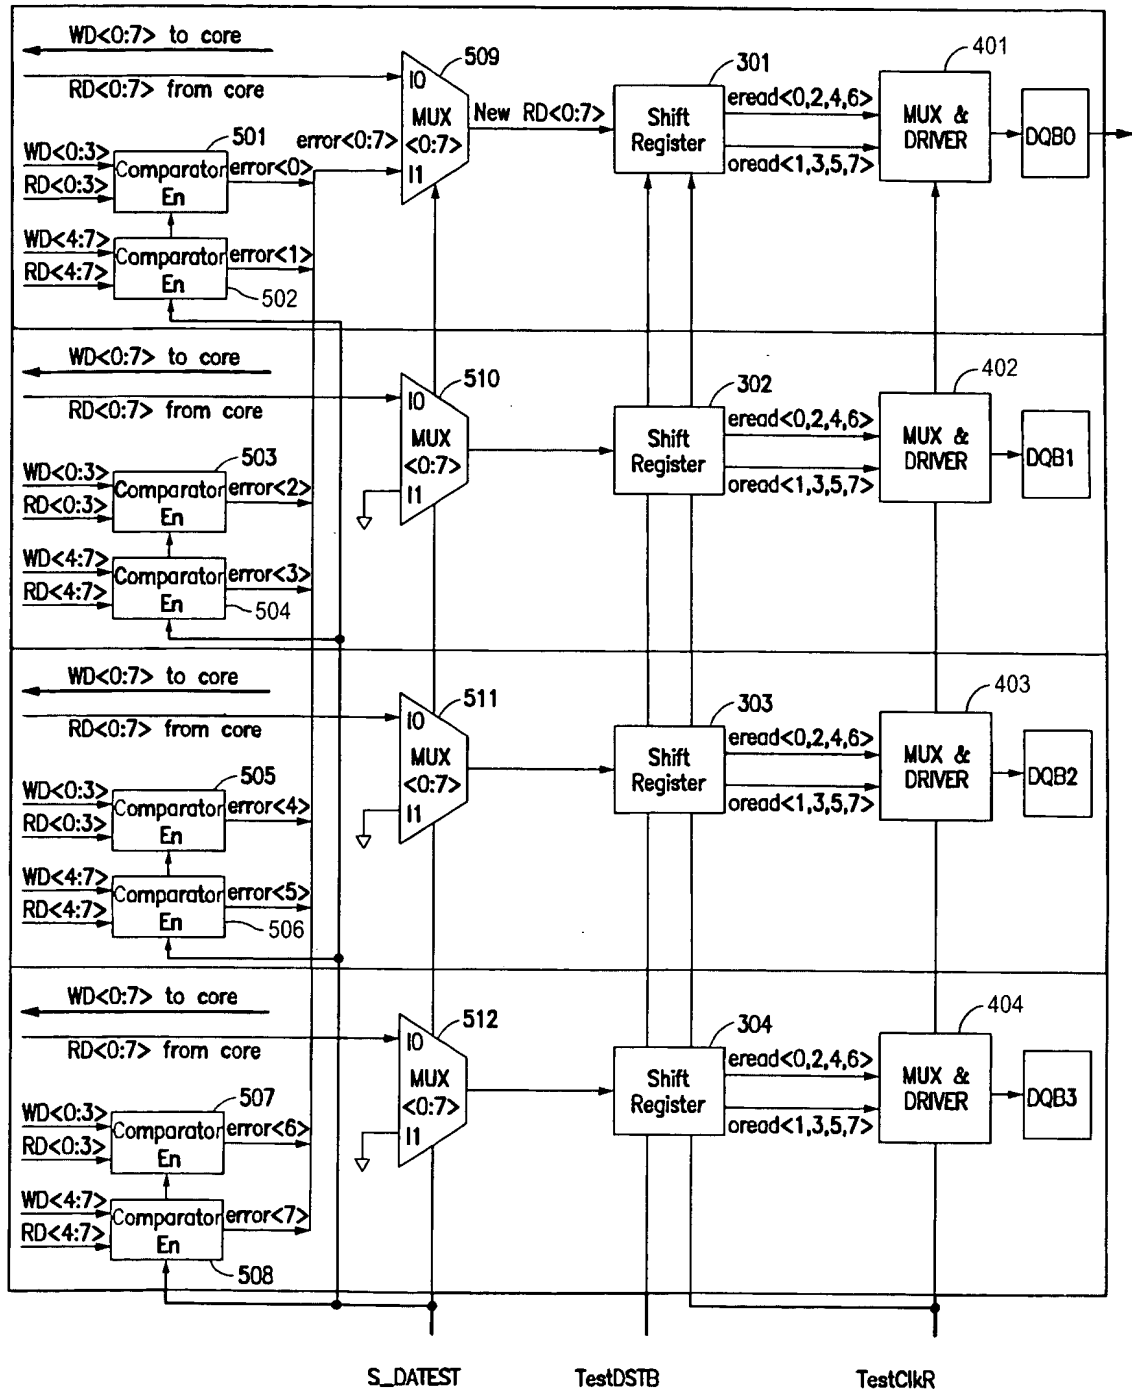 WD<0:7> to core
RD<0:7> from core
509
I0
MUX
<0:7>
I1
error<0:7>
New RD<0:7>
301
Shift
Register
eread<0,2,4,6>
oread<1,3,5,7>
401
MUX &
DRIVER
DQB0
501
WD<0:3>
RD<0:3>
Comparator
En
error<0>
WD<4:7>
RD<4:7>
Comparator
En
error<1>
502
WD<0:7> to core
RD<0:7> from core
510
I0
MUX
<0:7>
I1
302
Shift
Register
eread<0,2,4,6>
oread<1,3,5,7>
402
MUX &
DRIVER
DQB1
503
WD<0:3>
RD<0:3>
Comparator
En
error<2>
WD<4:7>
RD<4:7>
Comparator
En
error<3>
504
WD<0:7> to core
RD<0:7> from core
511
I0
MUX
<0:7>
I1
303
Shift
Register
eread<0,2,4,6>
oread<1,3,5,7>
403
MUX &
DRIVER
DQB2
505
WD<0:3>
RD<0:3>
Comparator
En
error<4>
WD<4:7>
RD<4:7>
Comparator
En
error<5>
506
WD<0:7> to core
RD<0:7> from core
512
I0
MUX
<0:7>
I1
304
Shift
Register
eread<0,2,4,6>
oread<1,3,5,7>
404
MUX &
DRIVER
DQB3
507
WD<0:3>
RD<0:3>
Comparator
En
error<6>
WD<4:7>
RD<4:7>
Comparator
En
error<7>
508
S_DATEST
TestDSTB
TestClkR